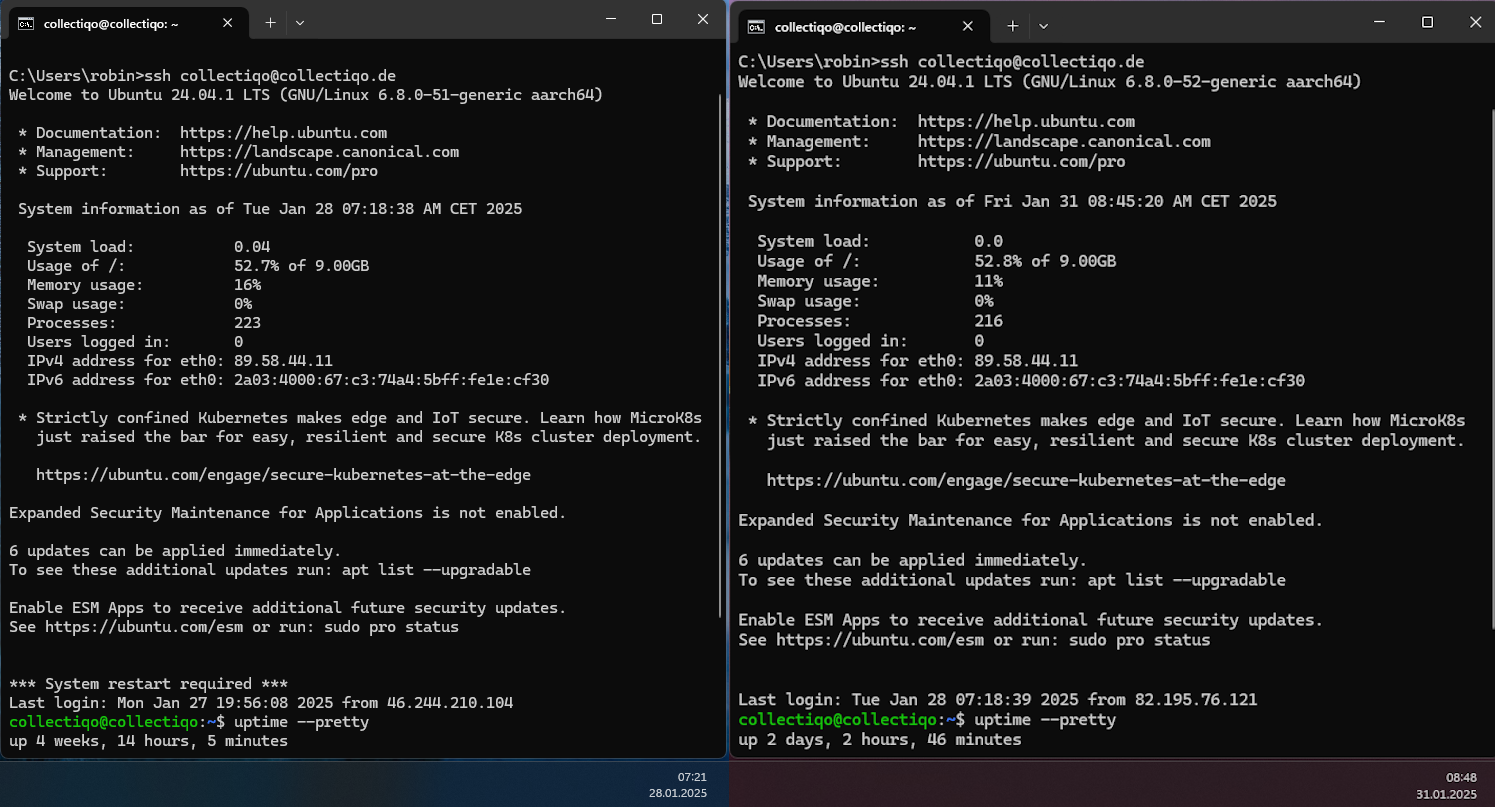 collectiqo@collectiqo: ~
C:\Users\robin>ssh collectiqo@collectiqo.de
Welcome to Ubuntu 24.04.1 LTS (GNU/Linux 6.8.0-51-generic aarch64)
* Documentation:  https://help.ubuntu.com
* Management:     https://landscape.canonical.com
* Support:        https://ubuntu.com/pro
System information as of Tue Jan 28 07:18:38 AM CET 2025
System load:           0.04
Usage of /:            52.7% of 9.00GB
Memory usage:          16%
Swap usage:            0%
Processes:             223
Users logged in:       0
IPv4 address for eth0: 89.58.44.11
IPv6 address for eth0: 2a03:4000:67:c3:74a4:5bff:fe1e:cf30
* Strictly confined Kubernetes makes edge and IoT secure. Learn how MicroK8s
just raised the bar for easy, resilient and secure K8s cluster deployment.
https://ubuntu.com/engage/secure-kubernetes-at-the-edge
Expanded Security Maintenance for Applications is not enabled.
6 updates can be applied immediately.
To see these additional updates run: apt list --upgradable
Enable ESM Apps to receive additional future security updates.
See https://ubuntu.com/esm or run: sudo pro status
*** System restart required ***
Last login: Mon Jan 27 19:56:08 2025 from 46.244.210.104
collectiqo@collectiqo:~$ uptime --pretty
up 4 weeks, 14 hours, 5 minutes
07:21
28.01.2025
collectiqo@collectiqo: ~
C:\Users\robin>ssh collectiqo@collectiqo.de
Welcome to Ubuntu 24.04.1 LTS (GNU/Linux 6.8.0-52-generic aarch64)
* Documentation:  https://help.ubuntu.com
* Management:     https://landscape.canonical.com
* Support:        https://ubuntu.com/pro
System information as of Fri Jan 31 08:45:20 AM CET 2025
System load:           0.0
Usage of /:            52.8% of 9.00GB
Memory usage:          11%
Swap usage:            0%
Processes:             216
Users logged in:       0
IPv4 address for eth0: 89.58.44.11
IPv6 address for eth0: 2a03:4000:67:c3:74a4:5bff:fe1e:cf30
* Strictly confined Kubernetes makes edge and IoT secure. Learn how MicroK8s
just raised the bar for easy, resilient and secure K8s cluster deployment.
https://ubuntu.com/engage/secure-kubernetes-at-the-edge
Expanded Security Maintenance for Applications is not enabled.
6 updates can be applied immediately.
To see these additional updates run: apt list --upgradable
Enable ESM Apps to receive additional future security updates.
See https://ubuntu.com/esm or run: sudo pro status
Last login: Tue Jan 28 07:18:39 2025 from 82.195.76.121
collectiqo@collectiqo:~$ uptime --pretty
up 2 days, 2 hours, 46 minutes
08:48
31.01.2025